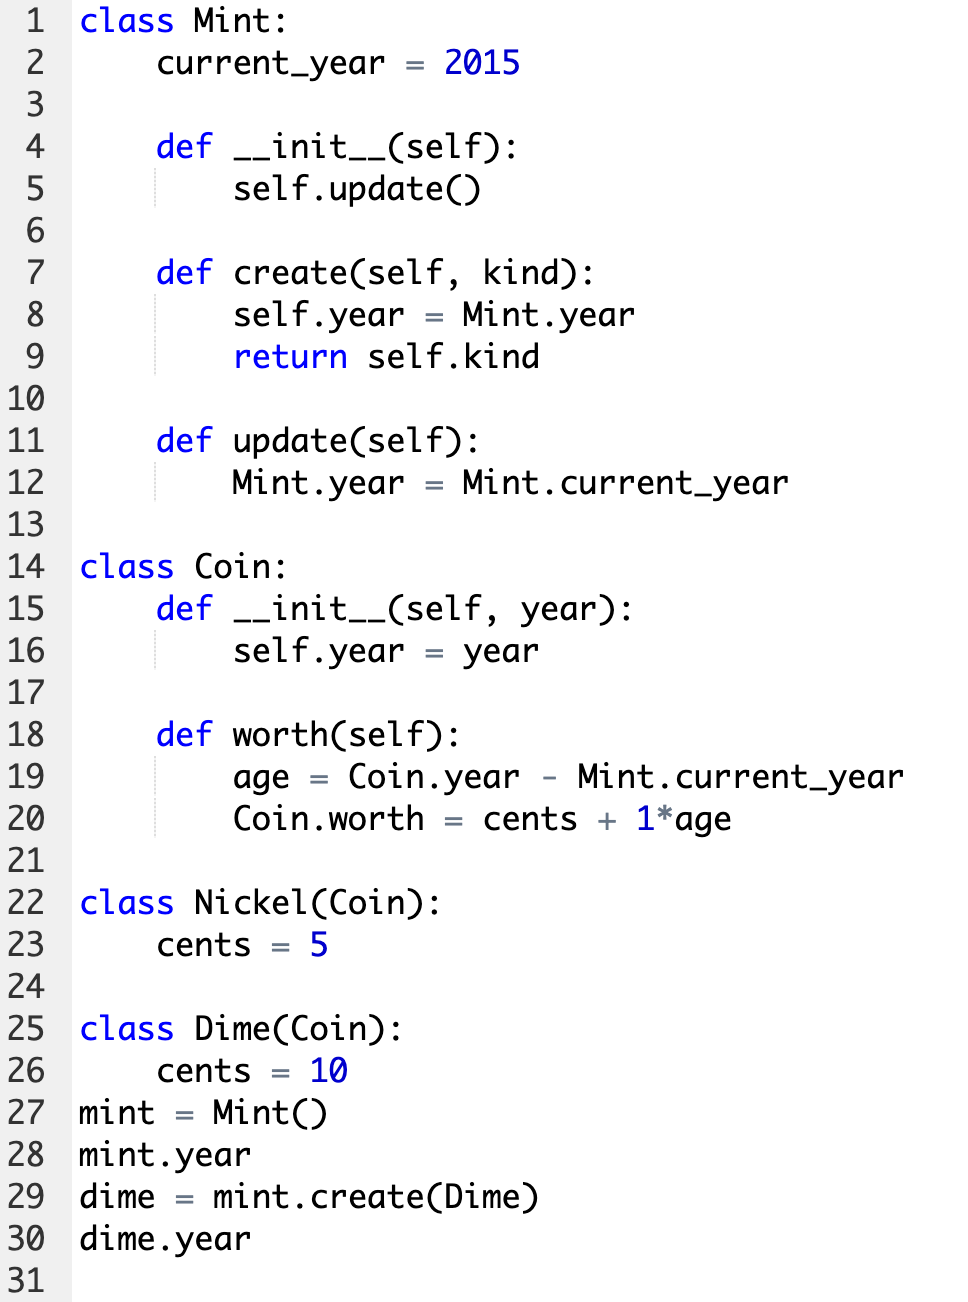 1 class Mint:
2     current_year = 2015
3
4     def __init__(self):
5         self.update()
6
7     def create(self, kind):
8         self.year = Mint.year
9         return self.kind
10
11     def update(self):
12         Mint.year = Mint.current_year
13
14 class Coin:
15     def __init__(self, year):
16         self.year = year
17
18     def worth(self):
19         age = Coin.year - Mint.current_year
20         Coin.worth = cents + 1*age
21
22 class Nickel(Coin):
23     cents = 5
24
25 class Dime(Coin):
26     cents = 10
27 mint = Mint()
28 mint.year
29 dime = mint.create(Dime)
30 dime.year
31